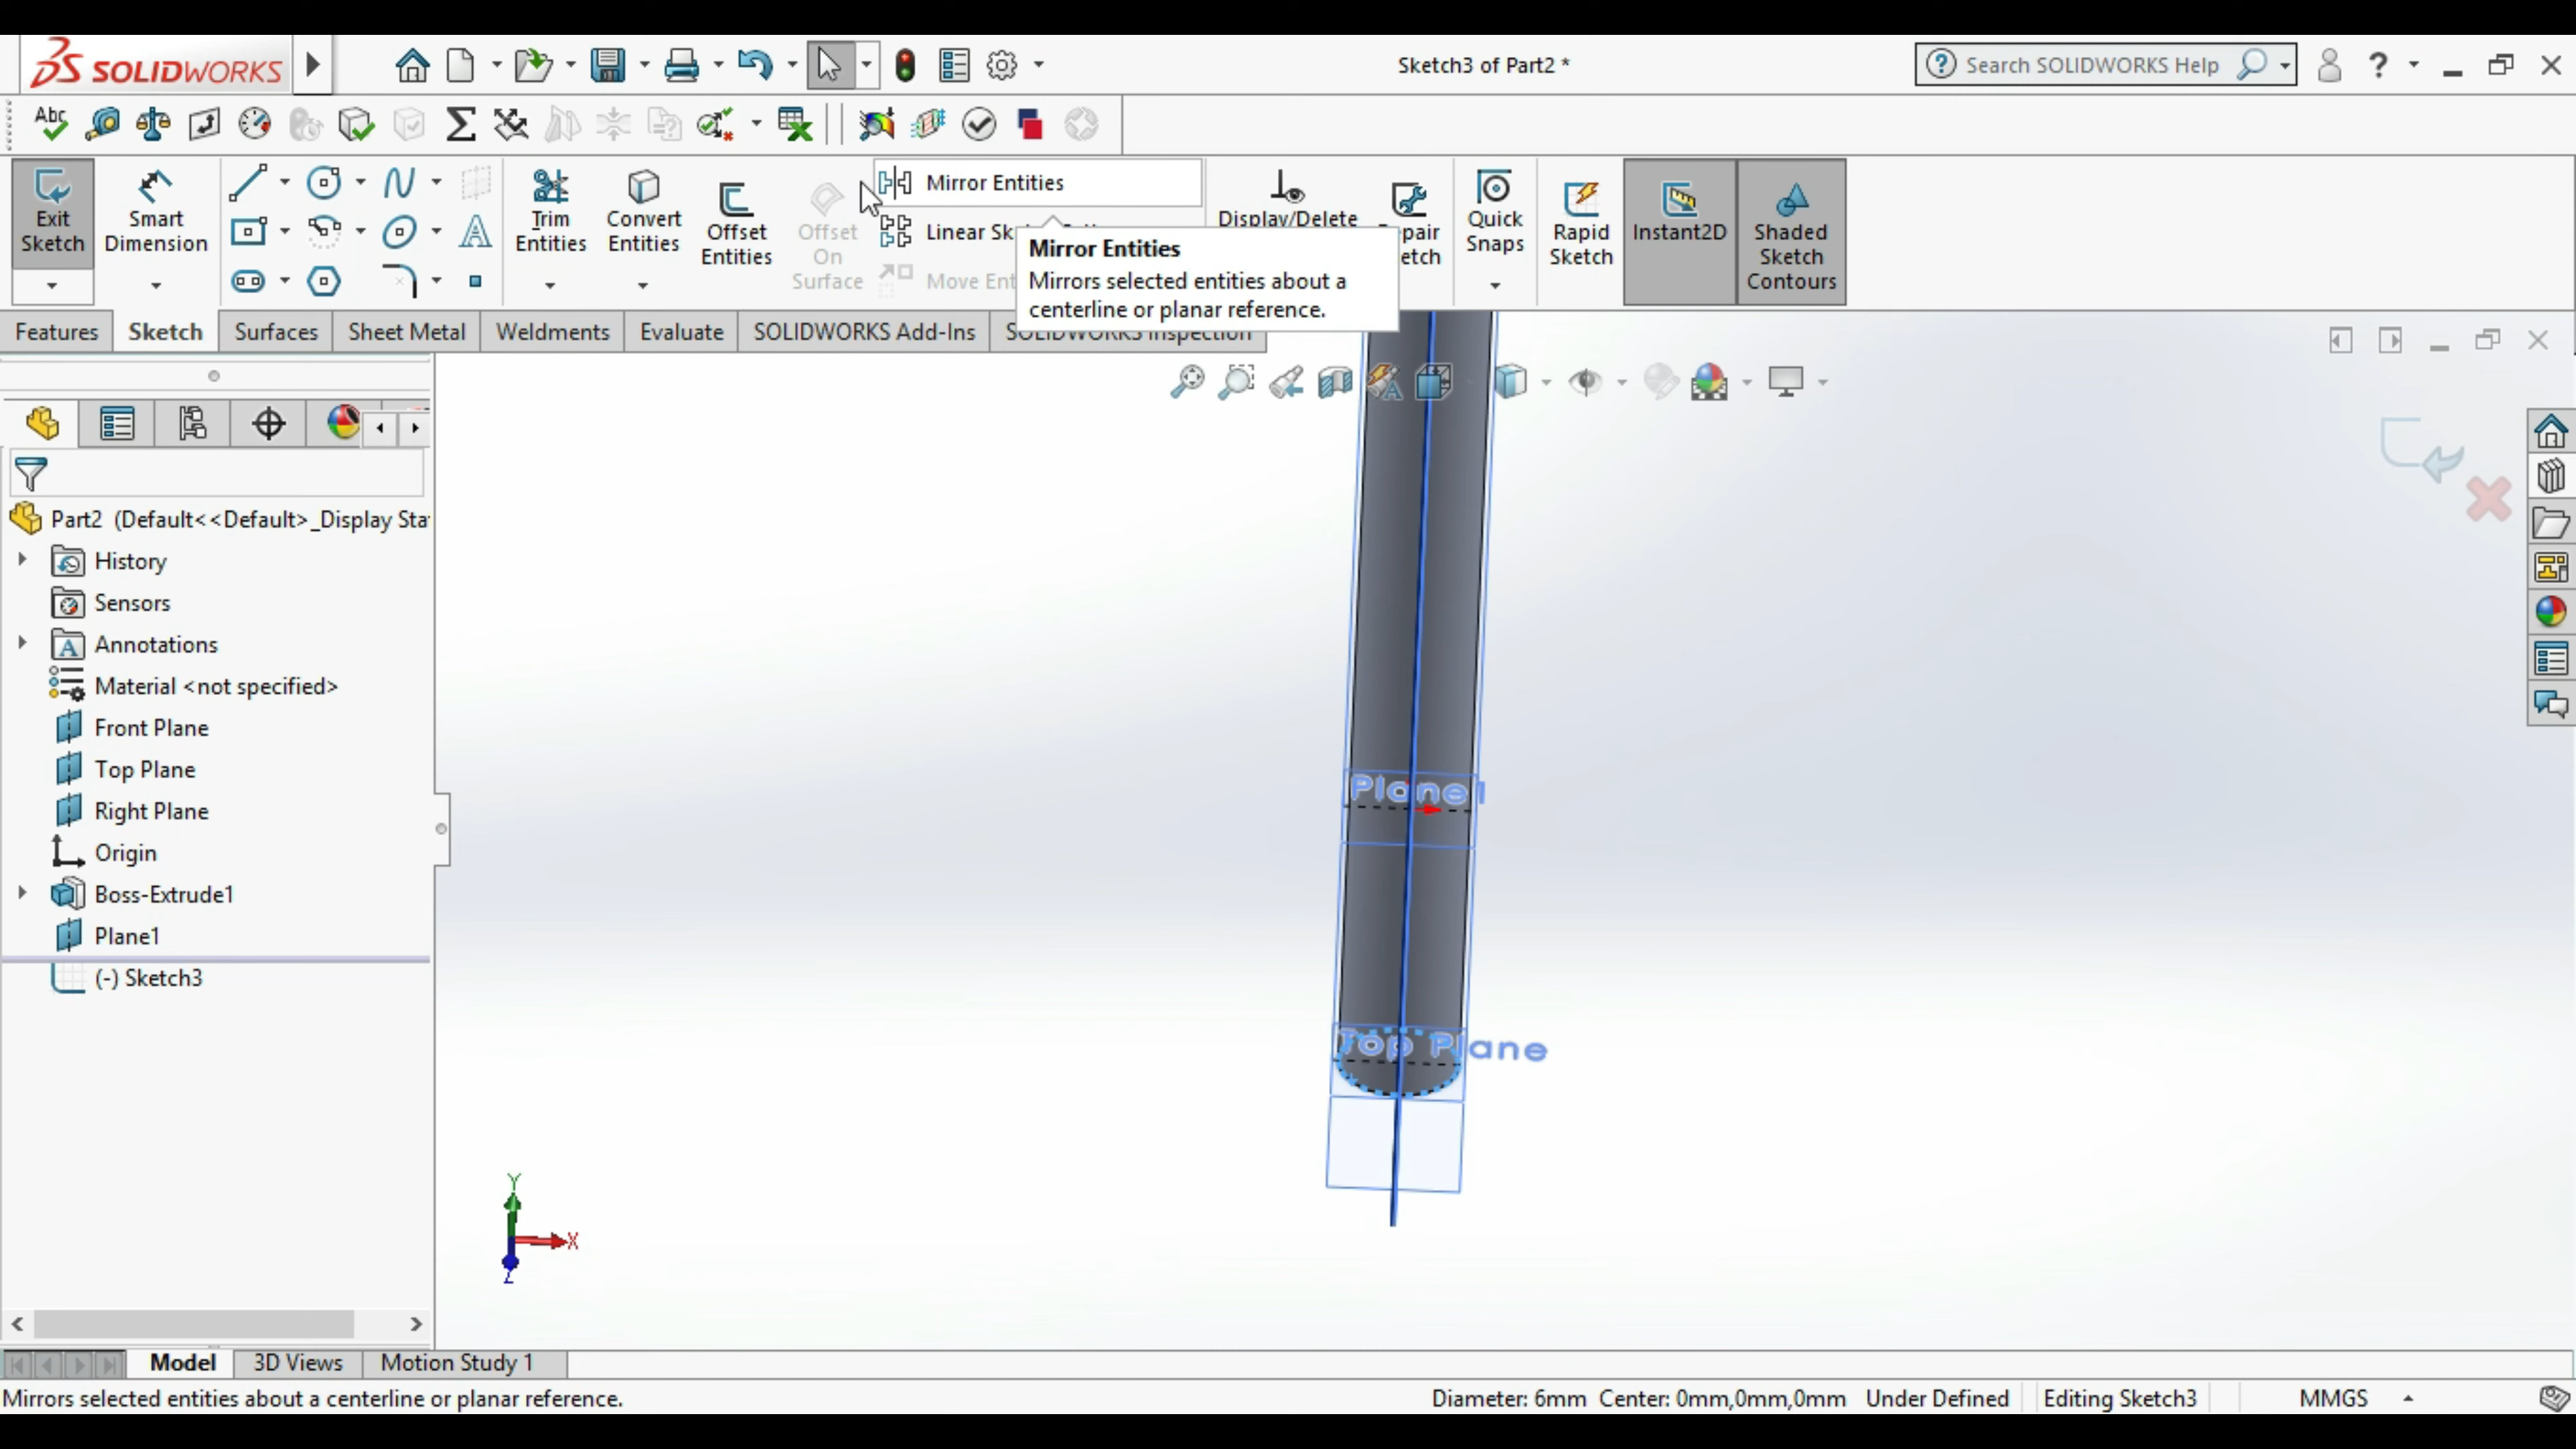 SOLIDWORKS
Sketch3 of Part2 *
Search SOLIDWORKS Help
Abc
Exit Sketch
Smart Dimension
Trim Entities
Convert Entities
Offset Entities
Offset On Surface
Mirror Entities
Linear Sk
Move Ent
Display/Delete
epair
etch
Quick Snaps
Rapid Sketch
Instant2D
Shaded Sketch Contours
Mirror Entities
Mirrors selected entities about a
centerline or planar reference.
Features
Sketch
Surfaces
Sheet Metal
Weldments
Evaluate
SOLIDWORKS Add-Ins
SOLIDWORKS Inspection
Part2 (Default<<Default>_Display Sta
History
Sensors
Annotations
Material <not specified>
Front Plane
Top Plane
Right Plane
Origin
Boss-Extrude1
Plane1
(-) Sketch3
Plane1
Top Plane
Y
X
Z
Model
3D Views
Motion Study 1
Mirrors selected entities about a centerline or planar reference.
Diameter: 6mm Center: 0mm,0mm,0mm
Under Defined
Editing Sketch3
MMGS